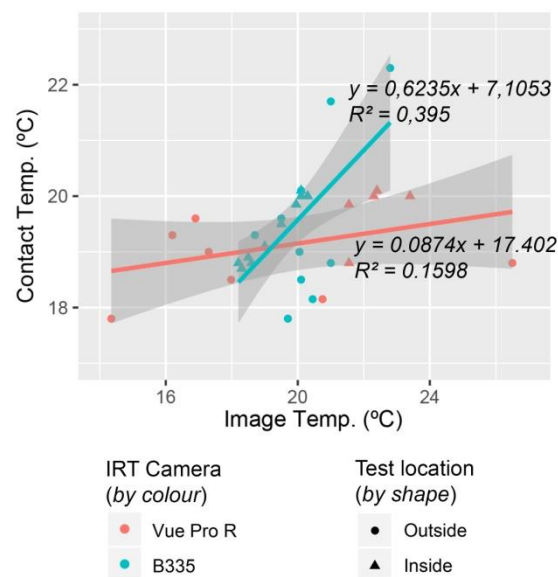 22
20
18
Contact Temp. (ºC)
y = 0,6235x + 7,1053
R² = 0,395
y = 0.0874x + 17.402
R² = 0.1598
16
20
24
Image Temp. (ºC)
IRT Camera
(by colour)
Vue Pro R
B335
Test location
(by shape)
Outside
Inside